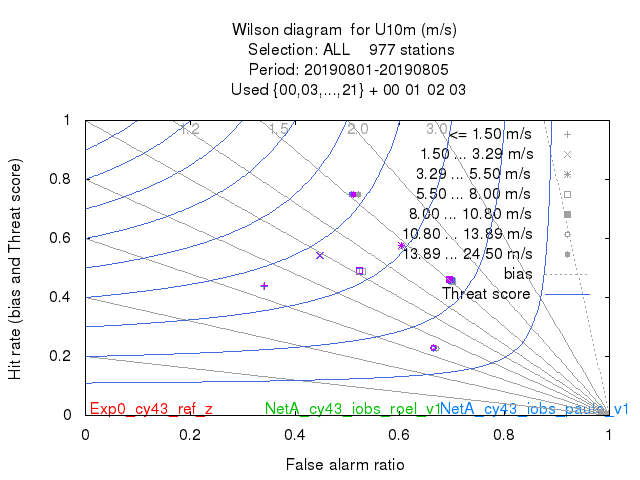 Wilson diagram for U10m (m/s)
Selection: ALL 977 stations
Period: 20190801-20190805
Used {00,03,...,21} + 00 01 02 03
1.2 1.5 2.0 3.0
<= 1.50 m/s
1.50 ... 3.29 m/s
3.29 ... 5.50 m/s
5.50 ... 8.00 m/s
8.00 ... 10.80 m/s
10.80 ... 13.89 m/s
13.89 ... 24.50 m/s
bias
Threat score
Hit rate (bias and Threat score)
1
0.8
0.6
0.4
0.2
0
Exp0_cy43_ref_z NetA_cy43_iobs_roel_v1 NetA_cy43_iobs_paulo_v1
0 0.2 0.4 0.6 0.8 1
False alarm ratio